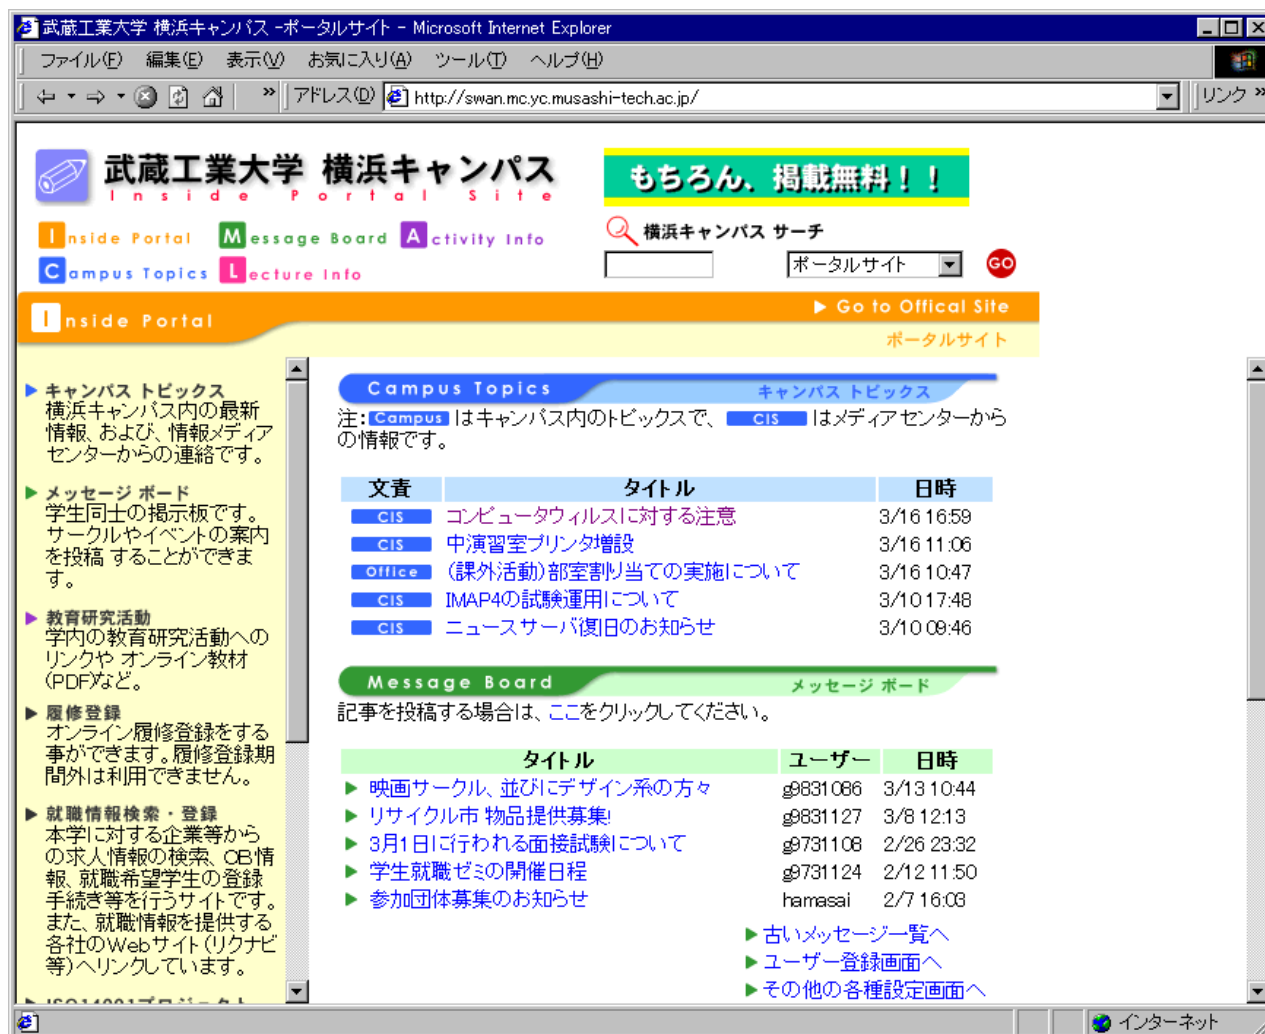 武蔵工業大学 横浜キャンパス -ポータルサイト - Microsoft Internet Explorer
ファイル(F) 編集(E) 表示(V) お気に入り(A) ツール(T) ヘルプ(H)
アドレス(D) http://swan.mc.yc.musashi-tech.ac.jp/ リンク
武蔵工業大学 横浜キャンパス
Inside Portal Site
もちろん、掲載無料！！
Inside Portal Message Board Activity Info
Campus Topics Lecture Info
横浜キャンパス サーチ
ポータルサイト GO
Inside Portal
Go to Offical Site
ポータルサイト
キャンパス トピックス
横浜キャンパス内の最新
情報、および、情報メディア
センターからの連絡です。
メッセージ ボード
学生同士の掲示板です。
サークルやイベントの案内
を投稿 することができま
す。
教育研究活動
学内の教育研究活動への
リンクや オンライン教材
(PDF)など。
履修登録
オンライン履修登録をする
事ができます。履修登録期
間外は利用できません。
就職情報検索・登録
本学に対する企業等から
の求人情報の検索、OB情
報、就職希望学生の登録
手続き等を行うサイトです。
また、就職情報を提供する
各社のWebサイト(リクナビ
等)へリンクしています。
ISO14001プロジェクト
Campus Topics キャンパス トピックス
注: Campus はキャンパス内のトピックスで、 CIS はメディアセンターから
の情報です。
文責 タイトル 日時
CIS コンピュータウィルスに対する注意 3/16 16:59
CIS 中演習室プリンタ増設 3/16 11:06
Office (課外活動)部室割り当ての実施について 3/16 10:47
CIS IMAP4の試験運用について 3/10 17:48
CIS ニュースサーバ復旧のお知らせ 3/10 09:46
Message Board メッセージ ボード
記事を投稿する場合は、ここをクリックしてください。
タイトル ユーザー 日時
映画サークル、並びにデザイン系の方々 g9831086 3/13 10:44
リサイクル市 物品提供募集! g9831127 3/8 12:13
3月1日に行われる面接試験について g9731108 2/26 23:32
学生就職ゼミの開催日程 g9731124 2/12 11:50
参加団体募集のお知らせ hamasai 2/7 16:03
古いメッセージ一覧へ
ユーザー登録画面へ
その他の各種設定画面へ
インターネット